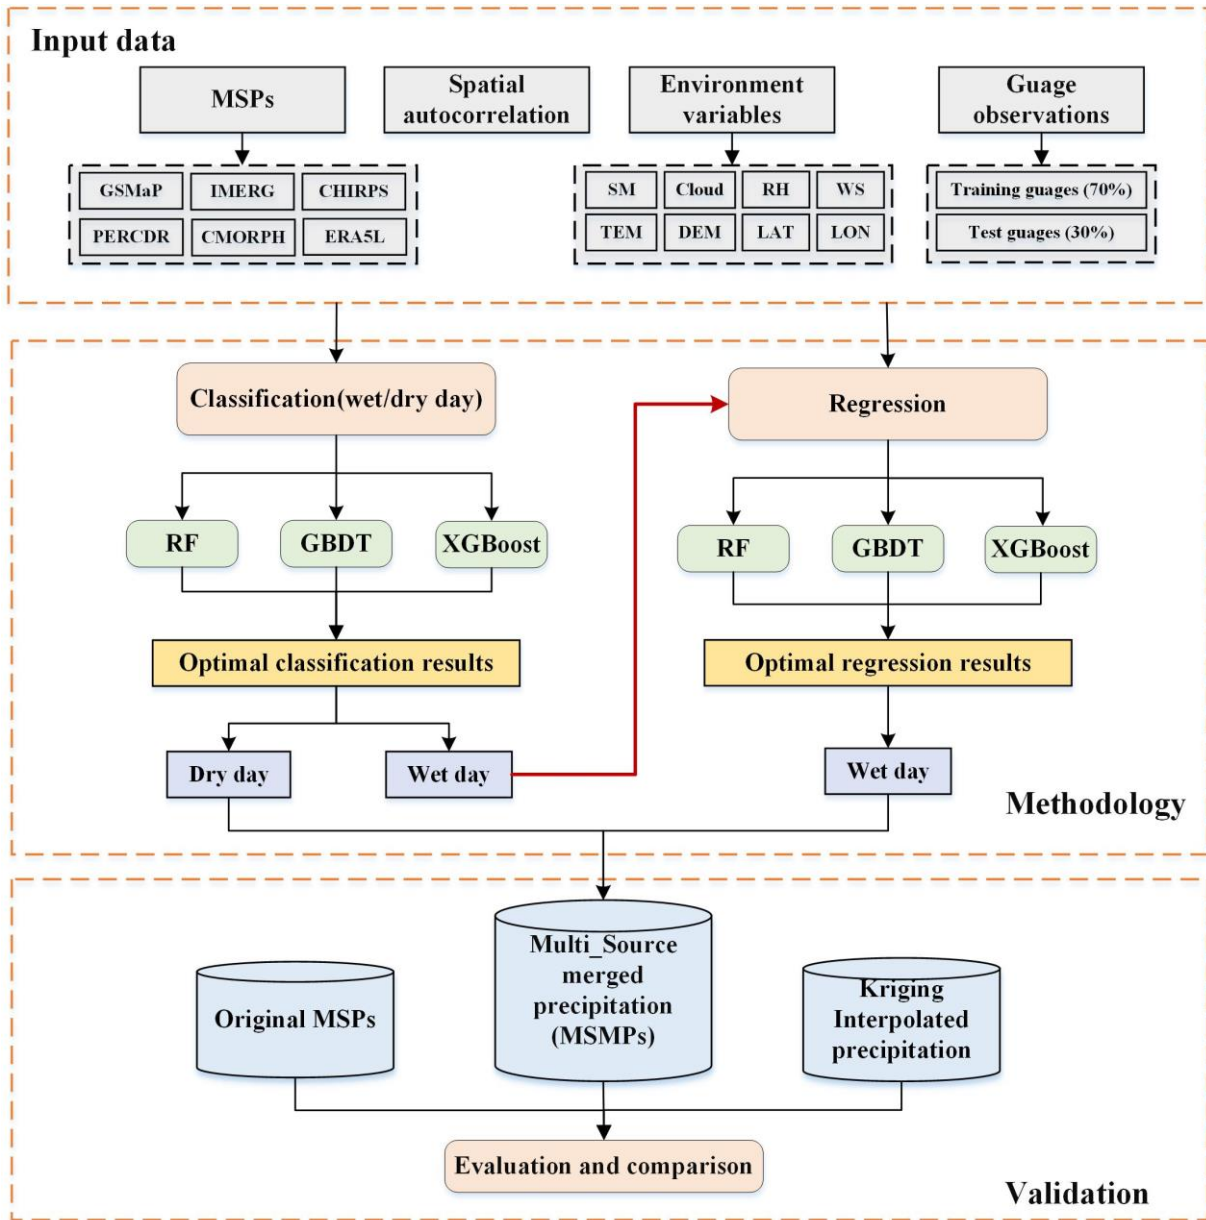 Input data
MSPs
Spatial
autocorrelation
Environment
variables
Guage
observations
GSMaP
IMERG
CHIRPS
PERCDR
CMORPH
ERA5L
SM
Cloud
RH
WS
TEM
DEM
LAT
LON
Training guages (70%)
Test guages (30%)
Classification(wet/dry day)
RF
GBDT
XGBoost
Optimal classification results
Dry day
Wet day
Regression
RF
GBDT
XGBoost
Optimal regression results
Wet day
Methodology
Original MSPs
Multi_Source
merged
precipitation
(MSMPs)
Kriging
Interpolated
precipitation
Evaluation and comparison
Validation